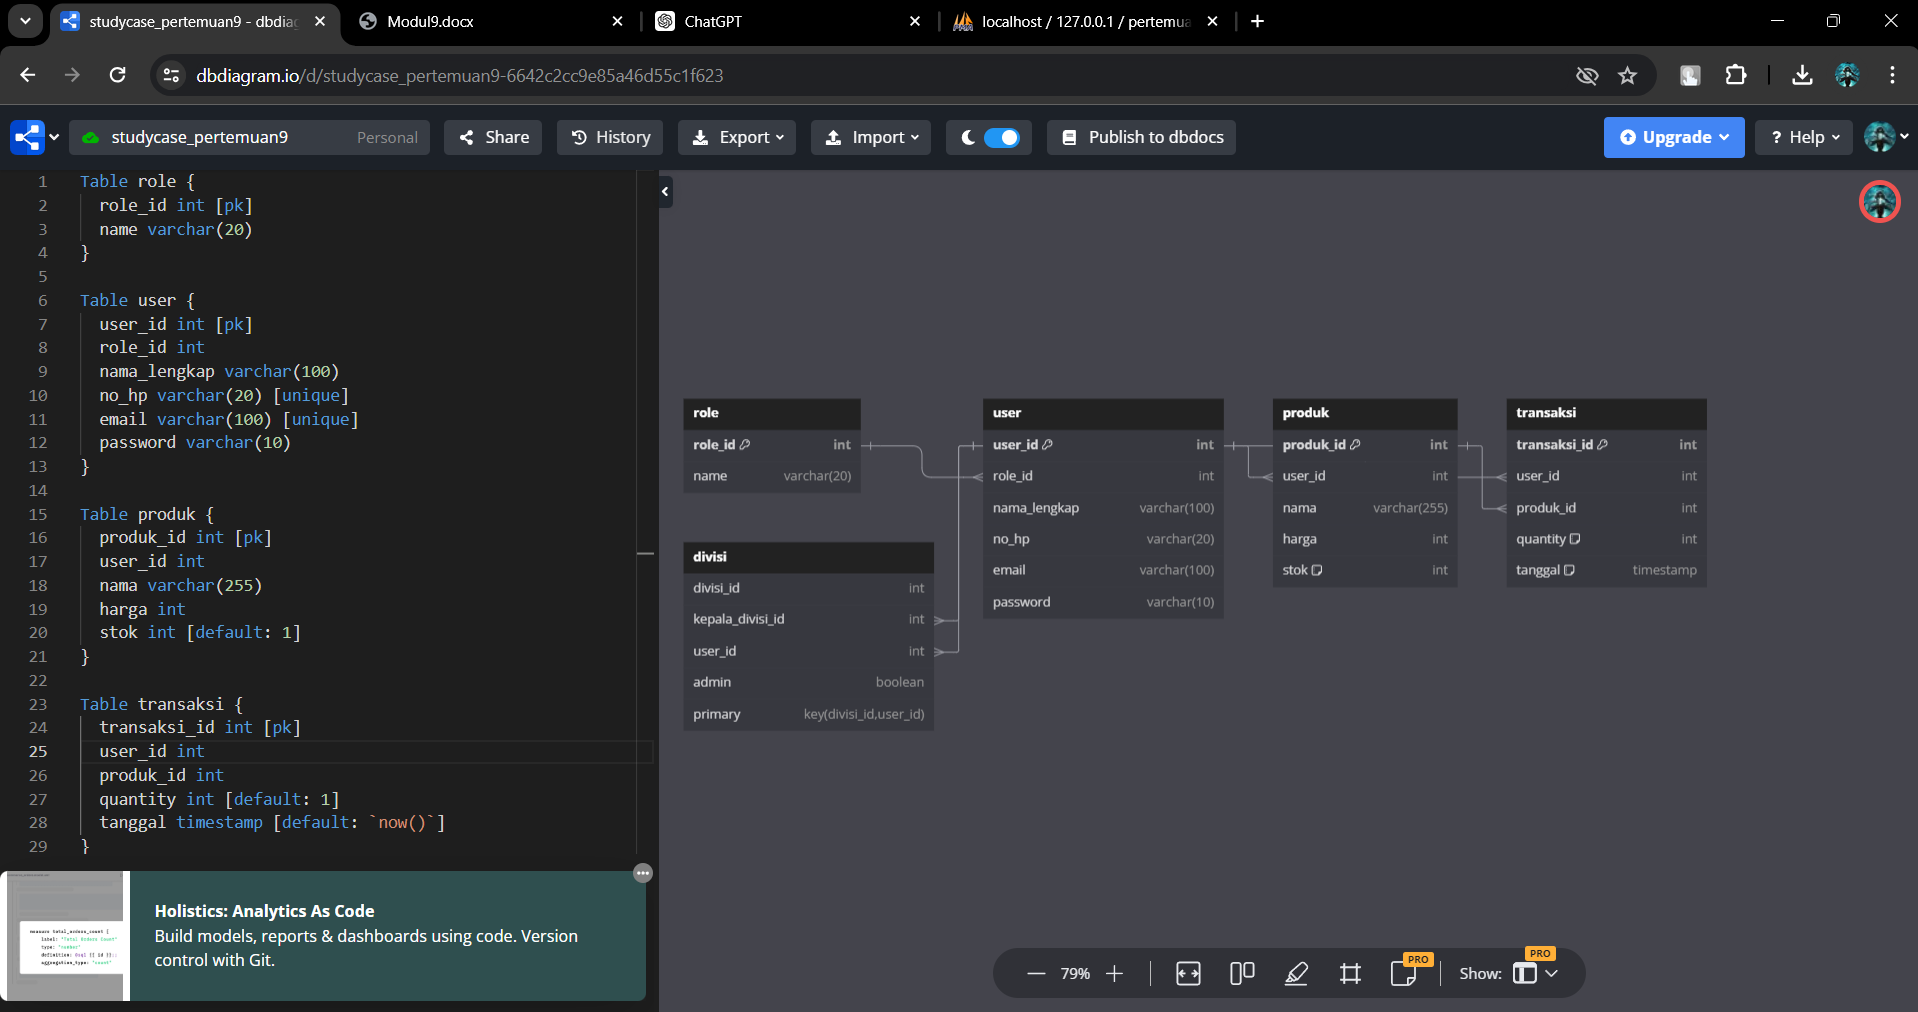 studycase_pertemuan9 - dbdia
Modul9.docx
ChatGPT
localhost / 127.0.0.1 / pertemua
dbdiagram.io/d/studycase_pertemuan9-6642c2cc9e85a46d55c1f623
studycase_pertemuan9 Personal Share History Export Import Publish to dbdocs Upgrade ? Help
1 Table role {
2 role_id int [pk]
3 name varchar(20)
4 }
5
6 Table user {
7 user_id int [pk]
8 role_id int
9 nama_lengkap varchar(100)
10 no_hp varchar(20) [unique]
11 email varchar(100) [unique]
12 password varchar(10)
13 }
14
15 Table produk {
16 produk_id int [pk]
17 user_id int
18 nama varchar(255)
19 harga int
20 stok int [default: 1]
21 }
22
23 Table transaksi {
24 transaksi_id int [pk]
25 user_id int
26 produk_id int
27 quantity int [default: 1]
28 tanggal timestamp [default: `now()`]
29 }
role
role_id int
name varchar(20)
divisi
divisi_id int
kepala_divisi_id int
user_id int
admin boolean
primary key(divisi_id,user_id)
user
user_id int
role_id int
nama_lengkap varchar(100)
no_hp varchar(20)
email varchar(100)
password varchar(10)
produk
produk_id int
user_id int
nama varchar(255)
harga int
stok int
transaksi
transaksi_id int
user_id int
produk_id int
quantity int
tanggal timestamp
Holistics: Analytics As Code
Build models, reports & dashboards using code. Version
control with Git.
79%
PRO
Show:
PRO